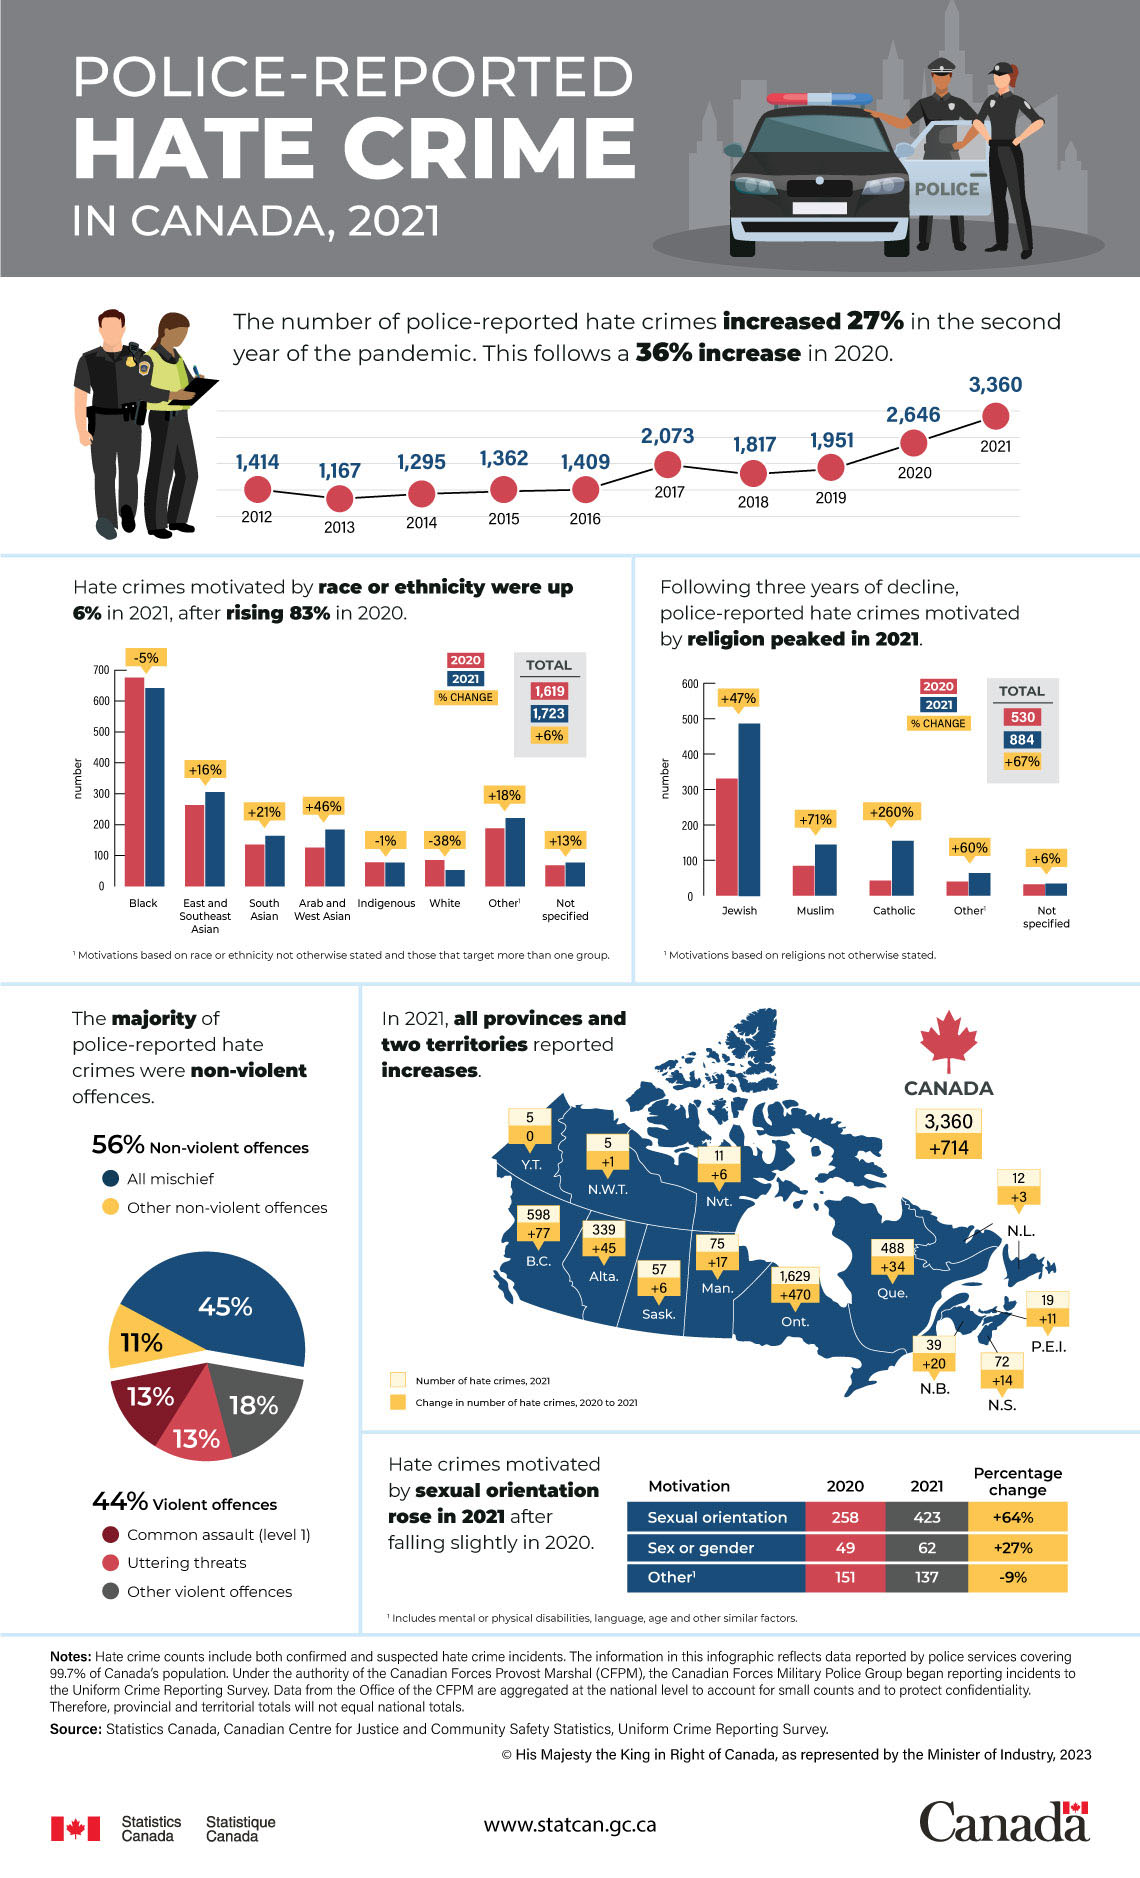 POLICE-REPORTED
HATE CRIME
IN CANADA, 2021
POLICE
The number of police-reported hate crimes increased 27% in the second
year of the pandemic. This follows a 36% increase in 2020.
1,414
1,167
1,295
1,362
1,409
2,073
1,817
1,951
2,646
3,360
2012
2013
2014
2015
2016
2017
2018
2019
2020
2021
Hate crimes motivated by race or ethnicity were up
6% in 2021, after rising 83% in 2020.
2020
2021
% CHANGE
TOTAL
1,619
1,723
+6%
number
700
600
500
400
300
200
100
0
-5%
+16%
+21%
+46%
-1%
-38%
+18%
+13%
Black
East and
Southeast
Asian
South
Asian
Arab and
West Asian
Indigenous
White
Other¹
Not
specified
¹ Motivations based on race or ethnicity not otherwise stated and those that target more than one group.
Following three years of decline,
police-reported hate crimes motivated
by religion peaked in 2021.
2020
2021
% CHANGE
TOTAL
530
884
+67%
number
600
500
400
300
200
100
0
+47%
+71%
+260%
+60%
+6%
Jewish
Muslim
Catholic
Other¹
Not
specified
¹ Motivations based on religions not otherwise stated.
The majority of
police-reported hate
crimes were non-violent
offences.
56% Non-violent offences
All mischief
Other non-violent offences
45%
11%
13%
13%
18%
44% Violent offences
Common assault (level 1)
Uttering threats
Other violent offences
In 2021, all provinces and
two territories reported
increases.
CANADA
3,360
+714
5
0
Y.T.
5
+1
N.W.T.
11
+6
Nvt.
12
+3
N.L.
598
+77
B.C.
339
+45
Alta.
57
+6
Sask.
75
+17
Man.
1,629
+470
Ont.
488
+34
Que.
19
+11
P.E.I.
39
+20
N.B.
72
+14
N.S.
Number of hate crimes, 2021
Change in number of hate crimes, 2020 to 2021
Hate crimes motivated
by sexual orientation
rose in 2021 after
falling slightly in 2020.
Motivation 2020 2021 Percentage change
Sexual orientation 258 423 +64%
Sex or gender 49 62 +27%
Other¹ 151 137 -9%
¹ Includes mental or physical disabilities, language, age and other similar factors.
Notes: Hate crime counts include both confirmed and suspected hate crime incidents. The information in this infographic reflects data reported by police services covering
99.7% of Canada's population. Under the authority of the Canadian Forces Provost Marshal (CFPM), the Canadian Forces Military Police Group began reporting incidents to
the Uniform Crime Reporting Survey. Data from the Office of the CFPM are aggregated at the national level to account for small counts and to protect confidentiality.
Therefore, provincial and territorial totals will not equal national totals.
Source: Statistics Canada, Canadian Centre for Justice and Community Safety Statistics, Uniform Crime Reporting Survey.
© His Majesty the King in Right of Canada, as represented by the Minister of Industry, 2023
Statistics
Canada
Statistique
Canada
www.statcan.gc.ca
Canada